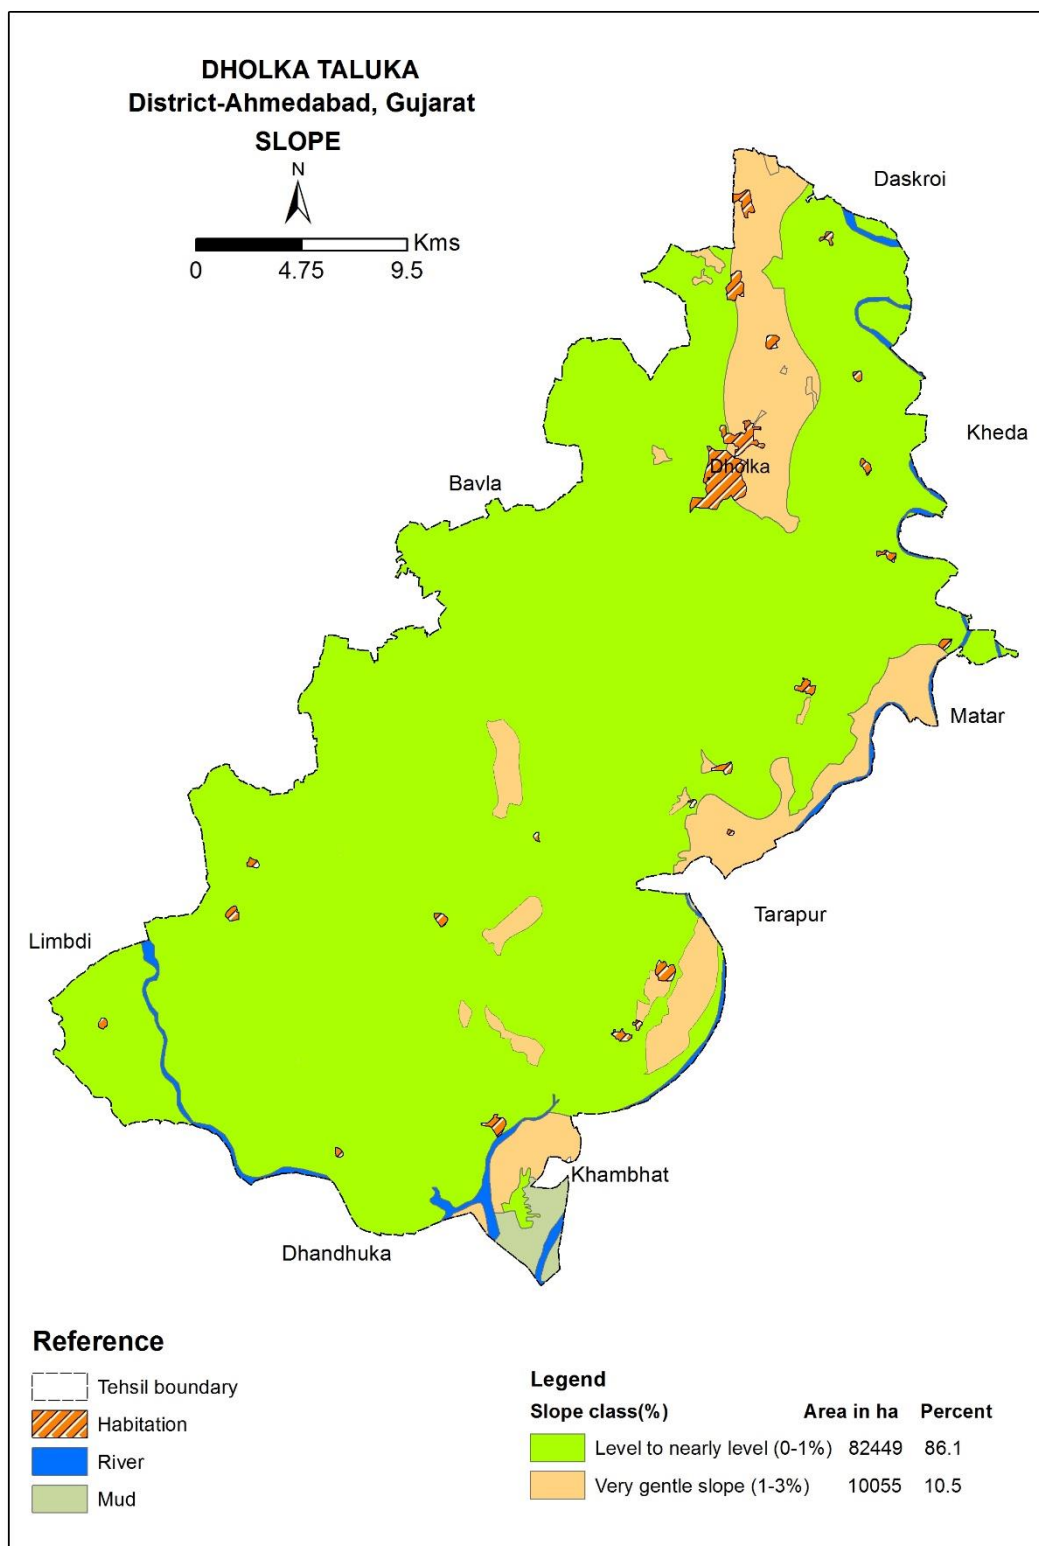 DHOLKA TALUKA
District-Ahmedabad, Gujarat
SLOPE
N
Kms
0 4.75 9.5
Daskroi
Kheda
Dholka
Bavla
Matar
Tarapur
Limbdi
Khambhat
Dhandhuka
Reference
Tehsil boundary
Habitation
River
Mud
Legend
Slope class(%) Area in ha Percent
Level to nearly level (0-1%) 82449 86.1
Very gentle slope (1-3%) 10055 10.5